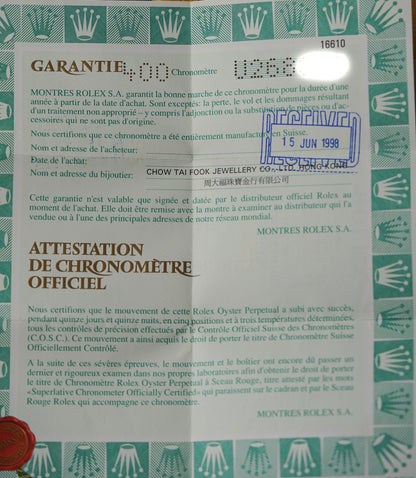 16610
GARANTIE 400 Chronomètre U268
MONTRES ROLEX S.A. garantit la bonne marche de ce chronomètre pour la durée d'une
année à partir de la date d'achat. Sont exceptés: la perte, le vol et les dommages résultant
d'un traitement non approprié – y compris l'adjonction ou la substitution de pièces ou d'ac-
cessoires qui ne sont pas d'origine.
Nous certifions que ce chronomètre a été entièrement manufacturé en Suisse.
RECEIVED
15 JUN 1998
Nom et adresse de l'acheteur:
Date de l'achat:
Nom et adresse du bijoutier: CHOW TAI FOOK JEWELLERY CO., LTD. HONG KONG
周大福珠寶金行有限公司
Cette garantie n'est valable que signée et datée par le distributeur officiel Rolex au
moment de l'achat. Elle doit être remise avec la montre à examiner au distributeur qui l'a
vendue ou à l'une des principales adresses de notre réseau mondial.
MONTRES ROLEX S.A.
ATTESTATION
DE CHRONOMÈTRE
OFFICIEL
Nous certifions que le mouvement de cette Rolex Oyster Perpetual a subi avec succès,
pendant quinze jours et quinze nuits, en cinq positions et à trois températures déterminées,
tous les contrôles de précision effectués par le Contrôle Officiel Suisse des Chronomètres
(C.O.S.C.). Ce mouvement a ainsi acquis le droit de porter le titre de Chronomètre Suisse
Officiellement Contrôlé.
A la suite de ces sévères épreuves, le mouvement et le boîtier ont encore dû passer un
dernier et rigoureux examen dans nos propres laboratoires afin d'obtenir le droit de porter
le titre de Chronomètre Rolex Oyster Perpetual à Sceau Rouge, titre attesté par les mots
«Superlative Chronometer Officially Certified» qui paraissent sur le cadran et par le Sceau
Rouge Rolex qui accompagne ce chronomètre.
MONTRES ROLEX S.A.